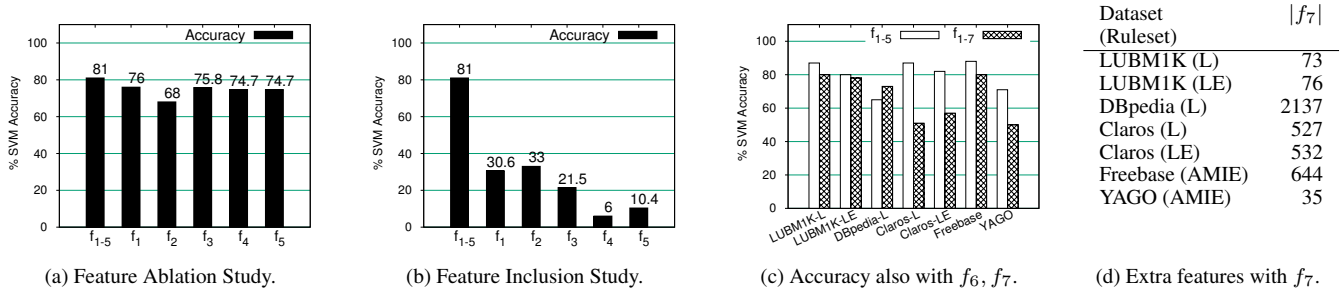 Accuracy
100
80
60
40
20
0
% SVM Accuracy
81
76
68
75.8
74.7
74.7
f1-5
f1
f2
f3
f4
f5
(a) Feature Ablation Study.
Accuracy
100
80
60
40
20
0
% SVM Accuracy
81
30.6
33
21.5
6
10.4
f1-5
f1
f2
f3
f4
f5
(b) Feature Inclusion Study.
f1-5
f1-7
100
80
60
40
20
0
% SVM Accuracy
LUBM1K-L
LUBM1K-LE
DBpedia-L
Claros-L
Claros-LE
Freebase
YAGO
(c) Accuracy also with f6, f7.
Dataset |f7|
(Ruleset)
LUBM1K (L) 73
LUBM1K (LE) 76
DBpedia (L) 2137
Claros (L) 527
Claros (LE) 532
Freebase (AMIE) 644
YAGO (AMIE) 35
(d) Extra features with f7.